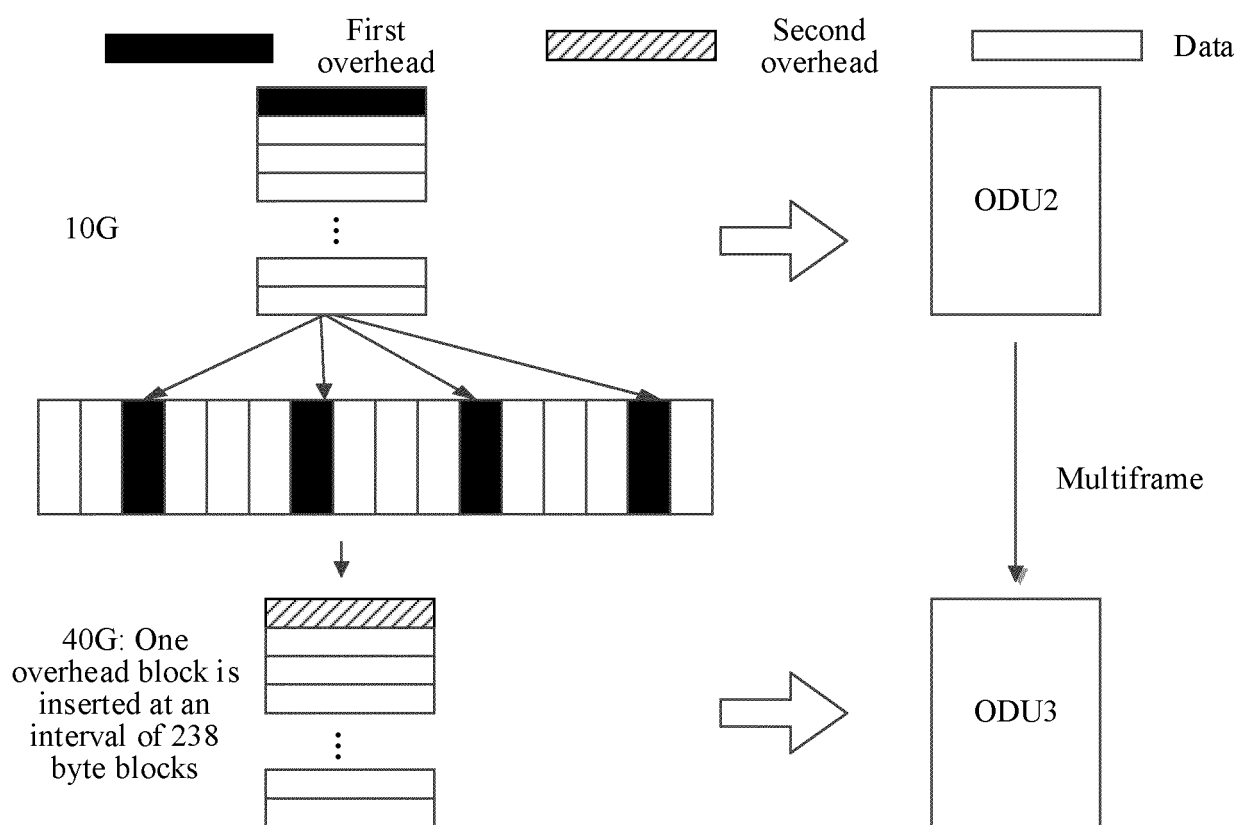 First
overhead
Second
overhead
Data
10G
ODU2
Multiframe
40G: One
overhead block is
inserted at an
interval of 238
byte blocks
ODU3